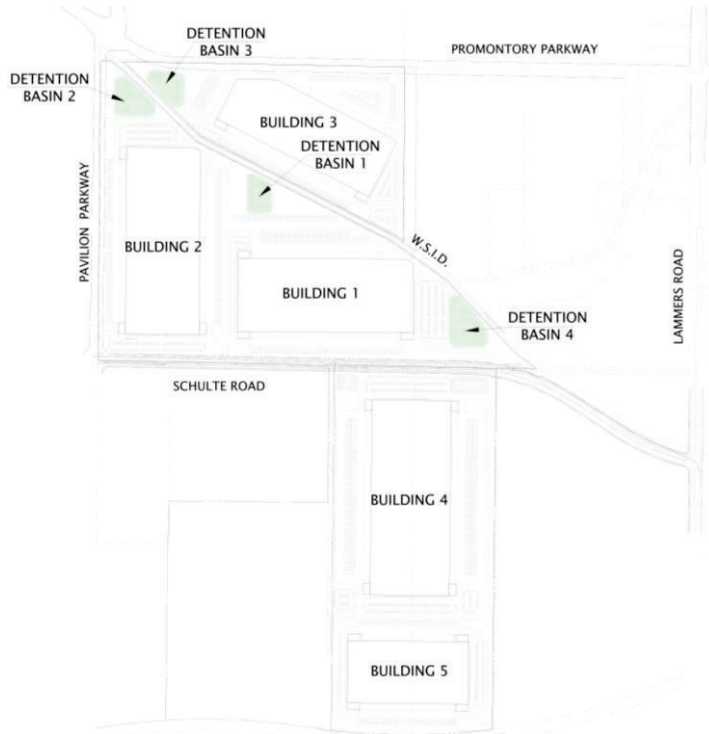 DETENTION
BASIN 3
PROMONTORY PARKWAY
DETENTION
BASIN 2
BUILDING 3
DETENTION
BASIN 1
PAVILION PARKWAY
BUILDING 2
W.S.I.D.
BUILDING 1
LAMMERS ROAD
DETENTION
BASIN 4
SCHULTE ROAD
BUILDING 4
BUILDING 5